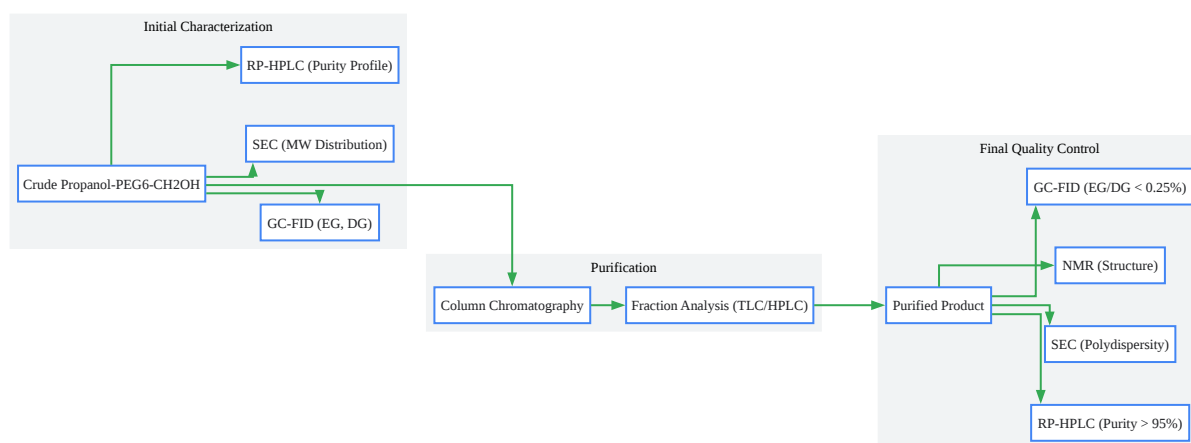 Initial Characterization
RP-HPLC (Purity Profile)
SEC (MW Distribution)
Crude Propanol-PEG6-CH2OH
GC-FID (EG, DG)
Purification
Column Chromatography
Fraction Analysis (TLC/HPLC)
Final Quality Control
GC-FID (EG/DG < 0.25%)
NMR (Structure)
Purified Product
SEC (Polydispersity)
RP-HPLC (Purity > 95%)